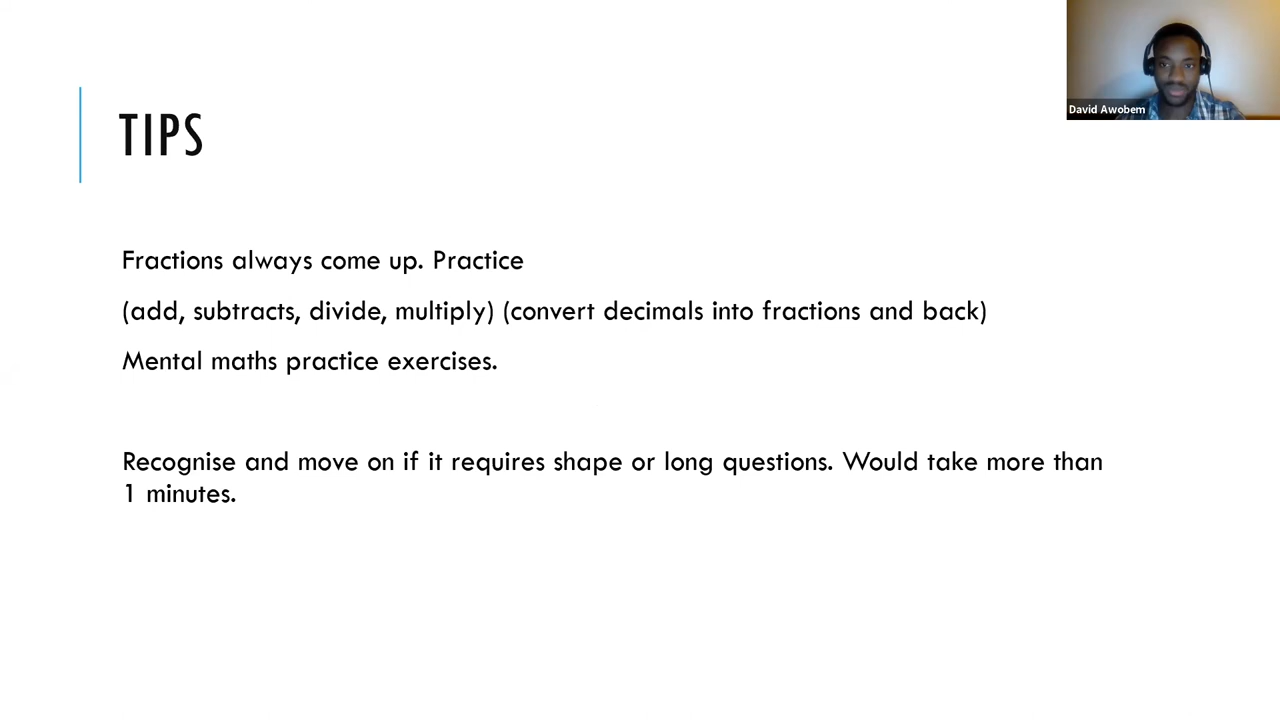 David Awobem
TIPS
Fractions always come up. Practice
(add, subtracts, divide, multiply) (convert decimals into fractions and back)
Mental maths practice exercises.
Recognise and move on if it requires shape or long questions. Would take more than
1 minutes.